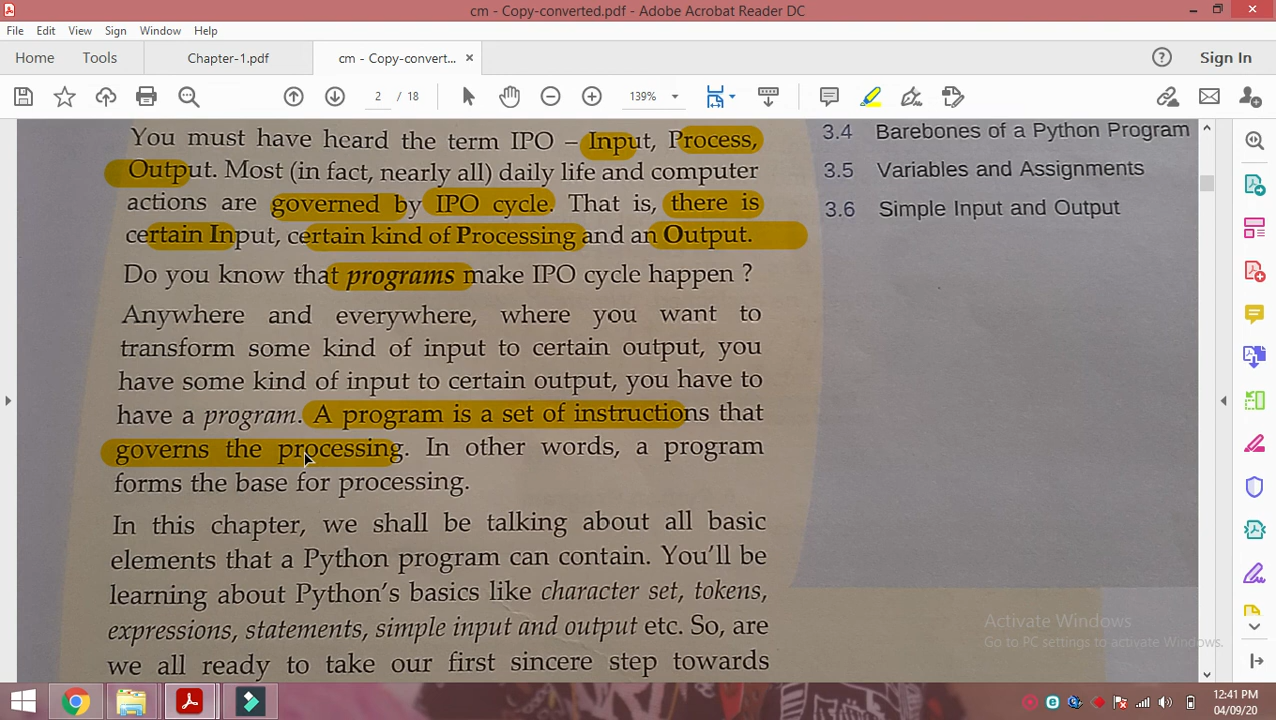 cm - Copy-converted.pdf - Adobe Acrobat Reader DC
File Edit View Sign Window Help
Home Tools Chapter-1.pdf cm - Copy-convert... × Sign In
2 / 18 139%
You must have heard the term IPO – Input, Process,
Output. Most (in fact, nearly all) daily life and computer
actions are governed by IPO cycle. That is, there is
certain Input, certain kind of Processing and an Output.
Do you know that programs make IPO cycle happen ?
Anywhere and everywhere, where you want to
transform some kind of input to certain output, you
have some kind of input to certain output, you have to
have a program. A program is a set of instructions that
governs the processing. In other words, a program
forms the base for processing.
In this chapter, we shall be talking about all basic
elements that a Python program can contain. You'll be
learning about Python's basics like character set, tokens,
expressions, statements, simple input and output etc. So, are
we all ready to take our first sincere step towards
3.4 Barebones of a Python Program
3.5 Variables and Assignments
3.6 Simple Input and Output
Activate Windows
Go to PC settings to activate Windows.
12:41 PM
04/09/20